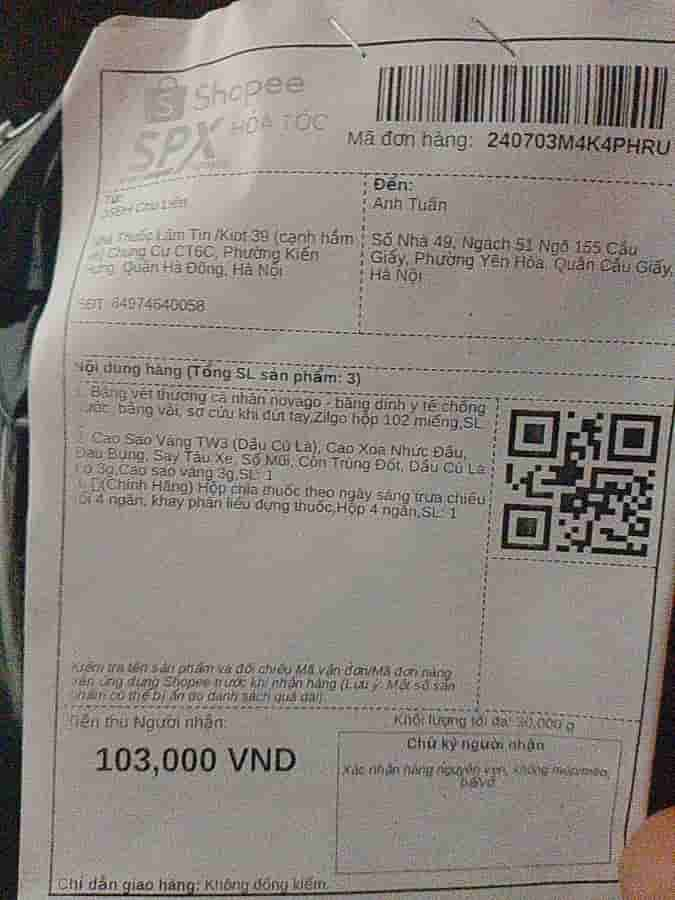 Shopee
SPX HỎA TỐC
Mã đơn hàng: 240703M4K4PHRU
Từ:
Chú Liên
Thuốc Lâm Tín /Kiot 39 (cạnh hầm
Chung Cư CT6C, Phường Kiến
Hưng, Quận Hà Đông, Hà Nội
SĐT: 84974640058
Đến:
Anh Tuấn
Số Nhà 49, Ngách 51 Ngõ 155 Cầu
Giấy, Phường Yên Hòa, Quận Cầu Giấy,
Hà Nội
Nội dung hàng (Tổng SL sản phẩm: 3)
1. Băng vết thương cá nhân novago - băng dính y tế chống
nước, băng vải, sơ cứu khi đứt tay,Zilgo hộp 102 miếng,SL:
2. Cao Sao Vàng TW3 (Dầu Cù Là), Cao Xoa Nhức Đầu,
Đau Bụng, Say Tàu Xe, Sổ Mũi, Côn Trùng Đốt, Dầu Cù Là
Lọ 3g,Cao sao vàng 3g,SL: 1
3. [](Chính Hãng) Hộp chia thuốc theo ngày sáng trưa chiều
tối 4 ngăn, khay phân liều đựng thuốc,Hộp 4 ngăn,SL: 1
Kiểm tra tên sản phẩm và đối chiếu Mã vận đơn/Mã đơn hàng
trên ứng dụng Shopee trước khi nhận hàng (Lưu ý: Một số sản
phẩm có thể bị ẩn do danh sách quá dài).
Tiền thu Người nhận:
103,000 VND
Khối lượng tối đa: 30,000 g
Chữ ký người nhận
Xác nhận hàng nguyên vẹn, không móp/méo,
bể/vỡ
Chỉ dẫn giao hàng: Không đồng kiểm.